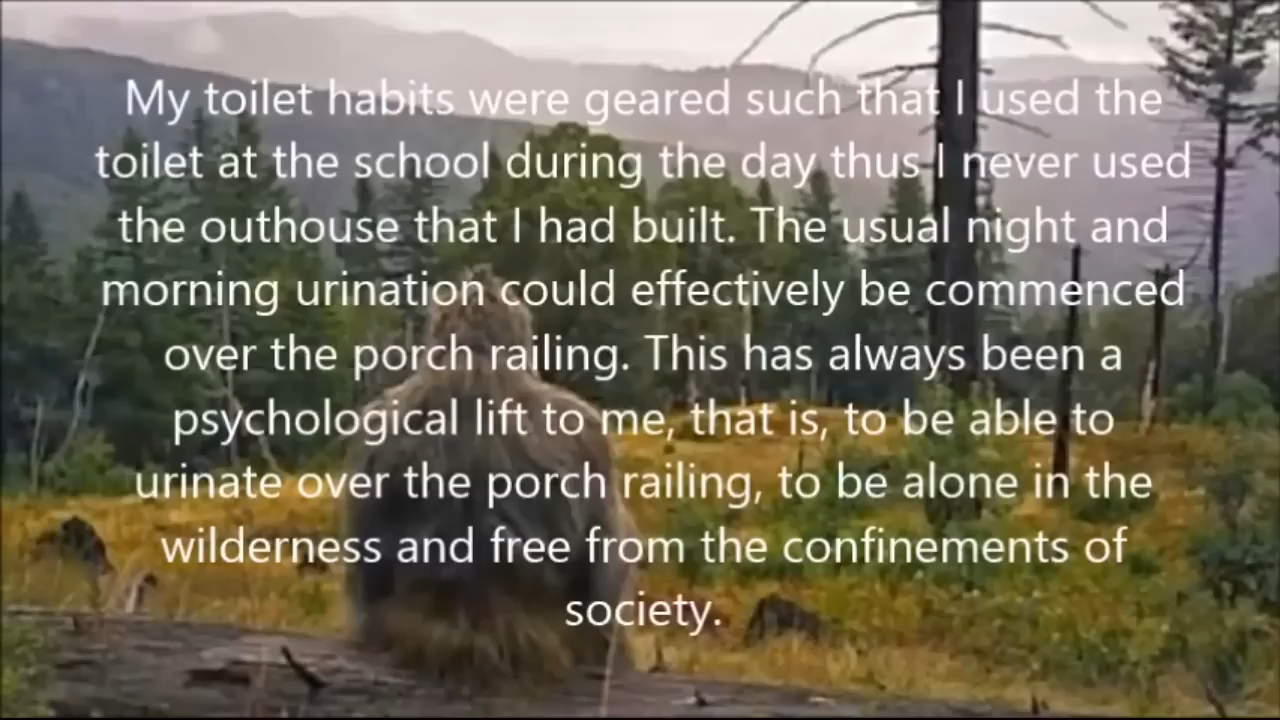 My toilet habits were geared such that I used the
toilet at the school during the day thus I never used
the outhouse that I had built. The usual night and
morning urination could effectively be commenced
over the porch railing. This has always been a
psychological lift to me, that is, to be able to
urinate over the porch railing, to be alone in the
wilderness and free from the confinements of
society.